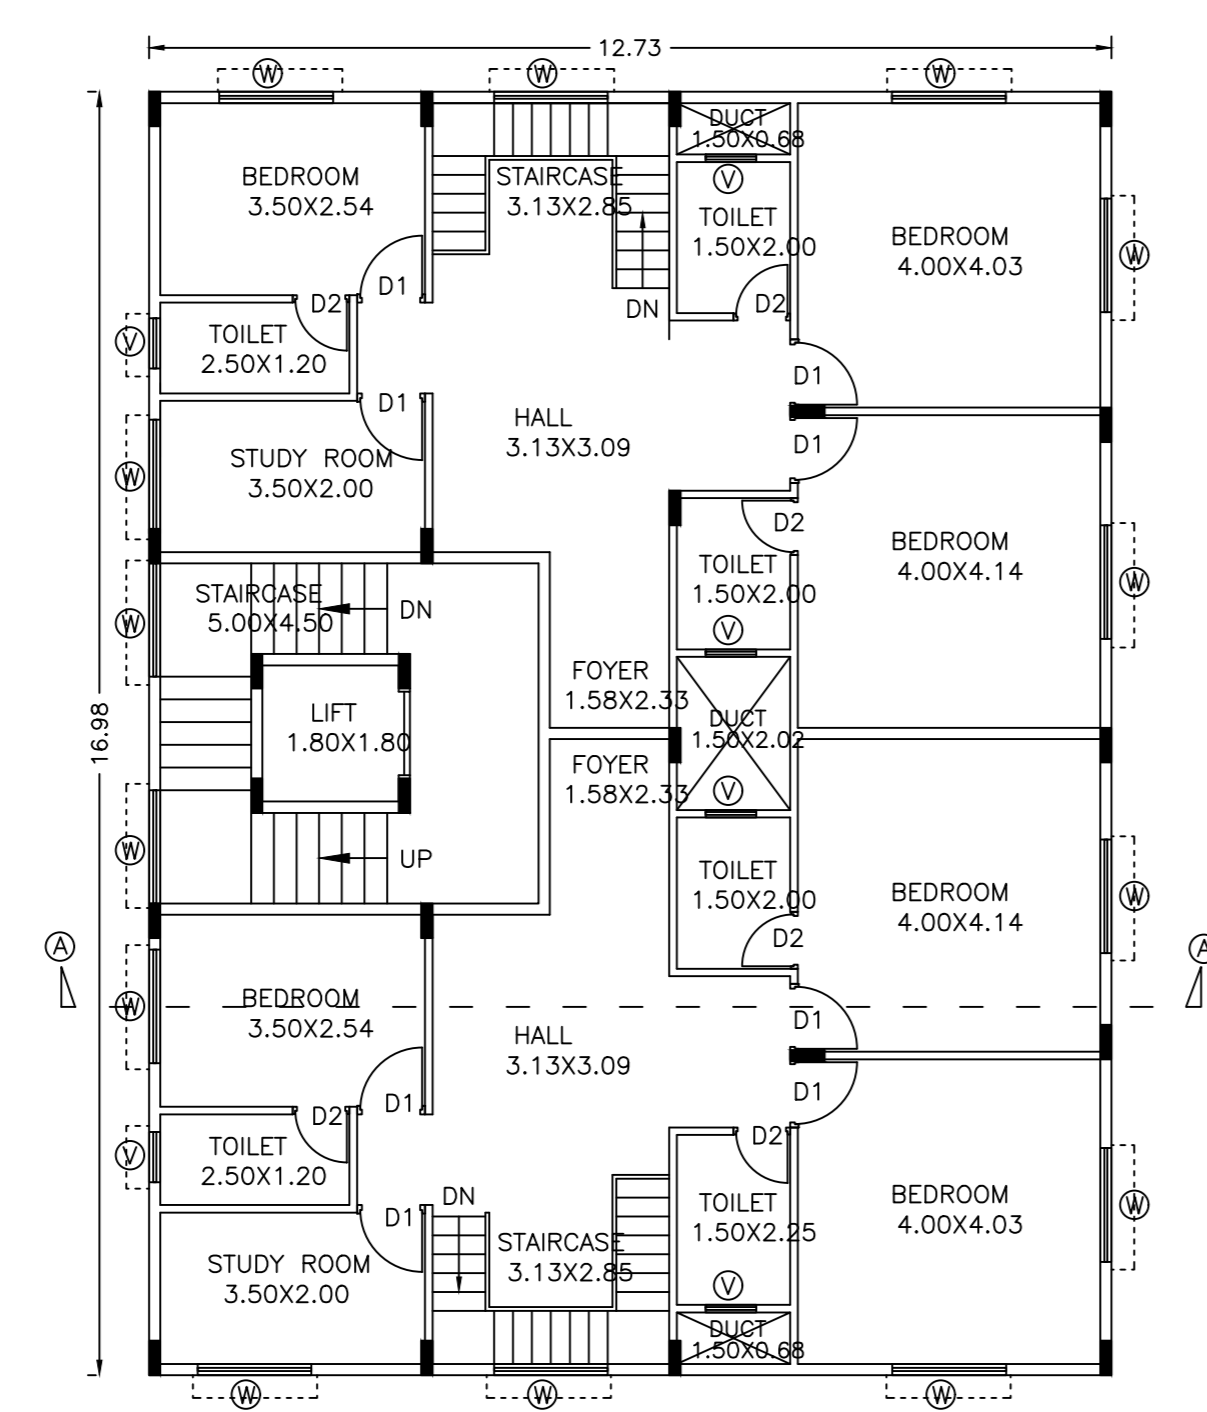 12.73
W
W
W
DUCT
1.50X0.68
V
BEDROOM
3.50X2.54
STAIRCASE
3.13X2.85
TOILET
1.50X2.00
BEDROOM
4.00X4.03
W
D1
D2
DN
D2
V
TOILET
2.50X1.20
D1
D1
HALL
3.13X3.09
D1
W
STUDY ROOM
3.50X2.00
D2
BEDROOM
4.00X4.14
W
TOILET
1.50X2.00
V
W
STAIRCASE
5.00X4.50
DN
FOYER
1.58X2.33
16.98
LIFT
1.80X1.80
DUCT
1.50X2.02
FOYER
1.58X2.33
V
W
UP
TOILET
1.50X2.00
BEDROOM
4.00X4.14
W
D2
A
A
W
BEDROOM
3.50X2.54
HALL
3.13X3.09
D1
D1
D1
D2
D2
V
TOILET
2.50X1.20
DN
TOILET
1.50X2.25
BEDROOM
4.00X4.03
W
D1
STUDY ROOM
3.50X2.00
STAIRCASE
3.13X2.85
V
DUCT
1.50X0.68
W
W
W